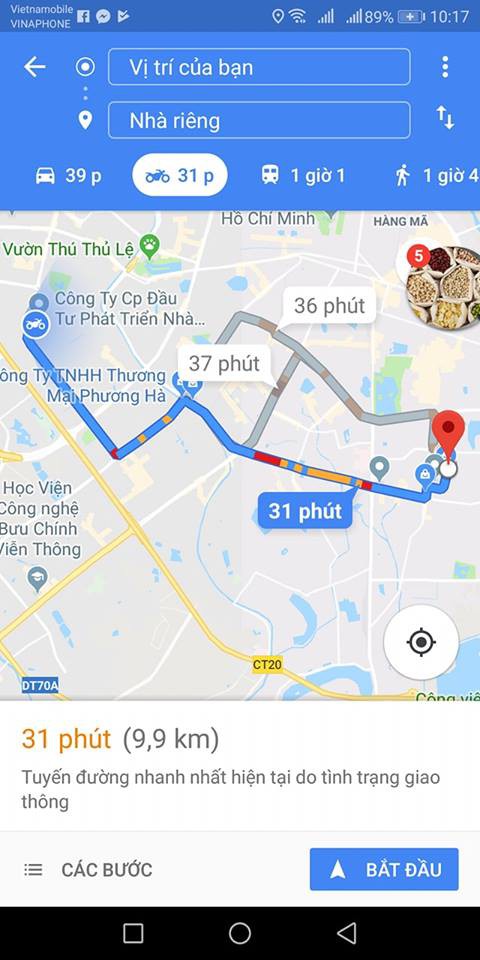 Vietnamobile
VINAPHONE
89%
10:17
Vị trí của bạn
Nhà riêng
39 p
31 p
1 giờ 1
1 giờ 4
Hồ Chí Minh
HÀNG MÃ
Vườn Thú Thủ Lệ
5
Công Ty Cp Đầu
Tư Phát Triển Nhà...
36 phút
37 phút
ông Ty TNHH Thương
Mại Phương Hà
31 phút
Học Viện
Công nghệ
Bưu Chính
Viễn Thông
CT20
DT70A
Công viê
31 phút (9,9 km)
Tuyến đường nhanh nhất hiện tại do tình trạng giao
thông
CÁC BƯỚC
BẮT ĐẦU